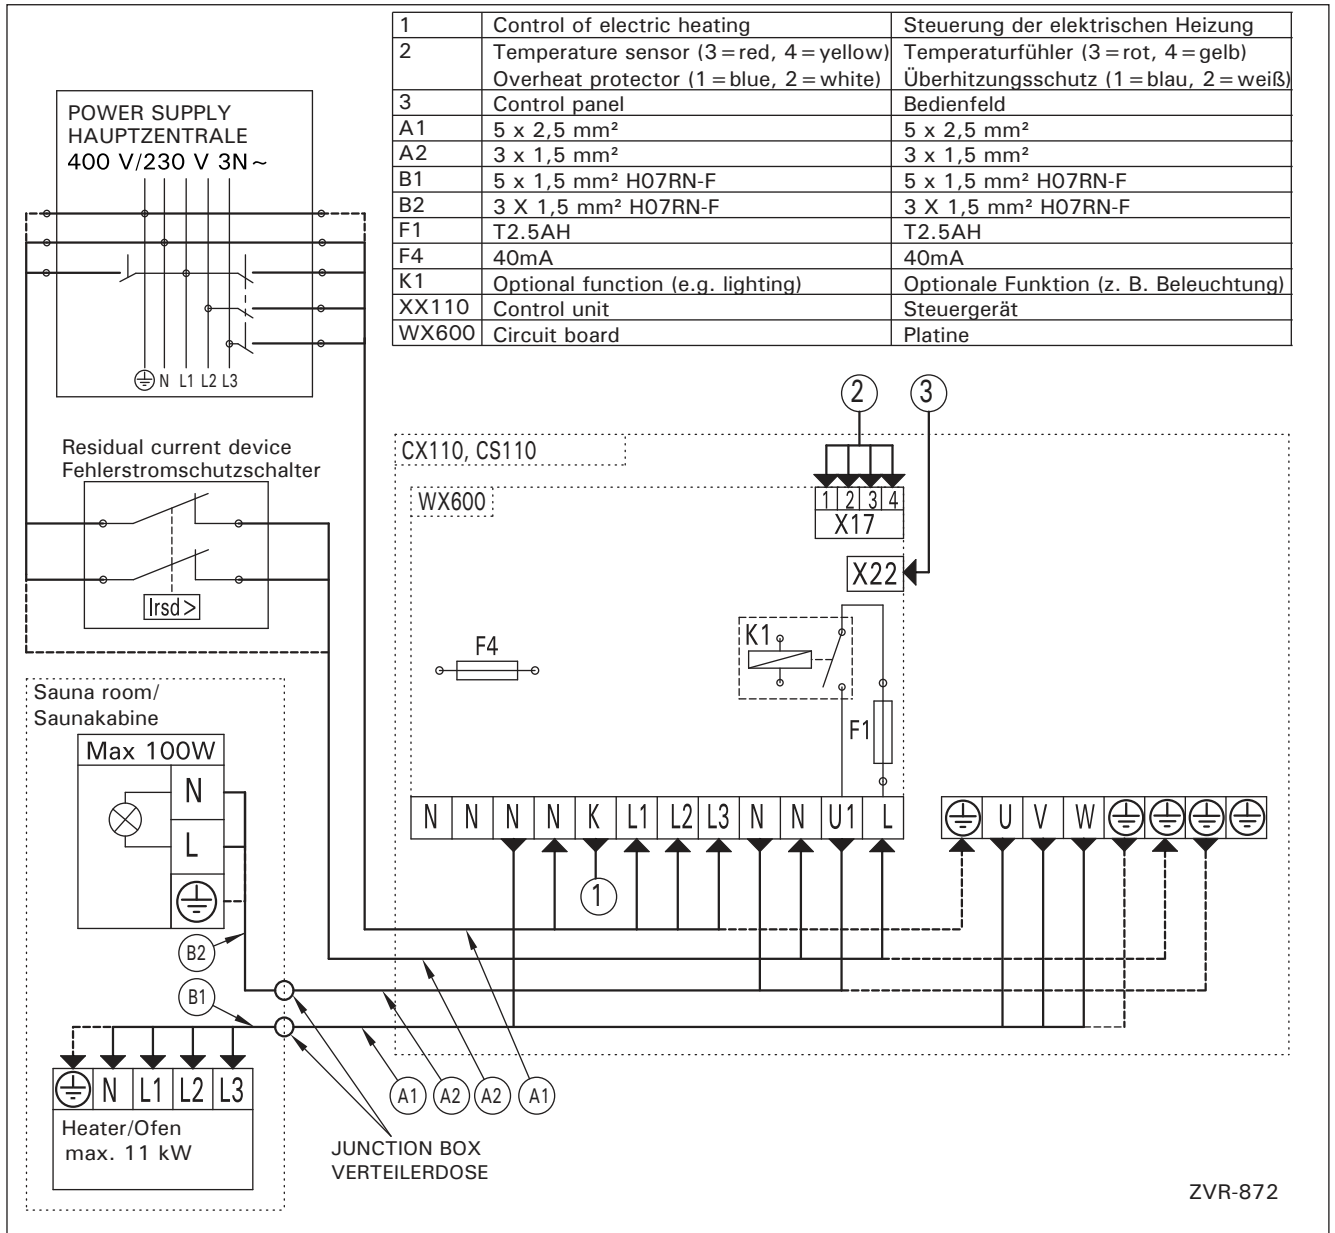 1 Control of electric heating Steuerung der elektrischen Heizung
2 Temperature sensor (3=red, 4=yellow) Temperaturfühler (3=rot, 4=gelb)
Overheat protector (1=blue, 2=white) Überhitzungsschutz (1=blau, 2=weiß)
3 Control panel Bedienfeld
A1 5 x 2,5 mm² 5 x 2,5 mm²
A2 3 x 1,5 mm² 3 x 1,5 mm²
B1 5 x 1,5 mm² H07RN-F 5 x 1,5 mm² H07RN-F
B2 3 X 1,5 mm² H07RN-F 3 X 1,5 mm² H07RN-F
F1 T2.5AH T2.5AH
F4 40mA 40mA
K1 Optional function (e.g. lighting) Optionale Funktion (z. B. Beleuchtung)
XX110 Control unit Steuergerät
WX600 Circuit board Platine
POWER SUPPLY
HAUPTZENTRALE
400 V/230 V 3N~
N L1 L2 L3
Residual current device
Fehlerstromschutzschalter
Irsd>
2 3
CX110, CS110
WX600
1 2 3 4
X17
X22
K1
F4
F1
Sauna room/
Saunakabine
Max 100W
N
L
N N N N K L1 L2 L3 N N U1 L
U V W
1
B2
B1
N L1 L2 L3
Heater/Ofen
max. 11 kW
A1 A2 A2 A1
JUNCTION BOX
VERTEILERDOSE
ZVR-872